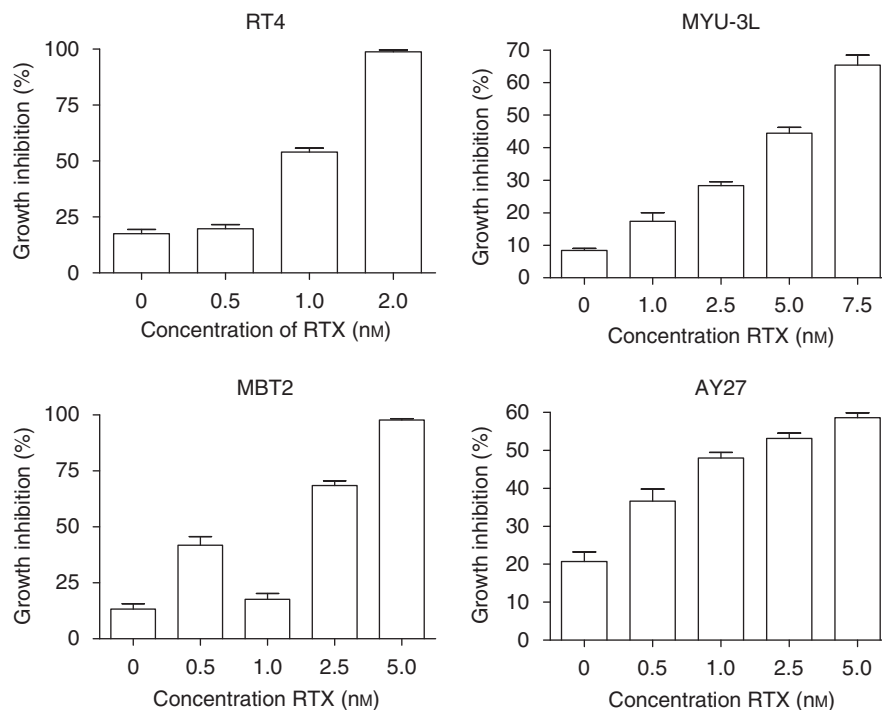 RT4
Growth inhibition (%)
100
75
50
25
0
0 0.5 1.0 2.0
Concentration of RTX (nM)
MYU-3L
Growth inhibition (%)
70
60
50
40
30
20
10
0
0 1.0 2.5 5.0 7.5
Concentration RTX (nM)
MBT2
Growth inhibition (%)
100
75
50
25
0
0 0.5 1.0 2.5 5.0
Concentration RTX (nM)
AY27
Growth inhibition (%)
60
50
40
30
20
10
0
0 0.5 1.0 2.5 5.0
Concentration RTX (nM)